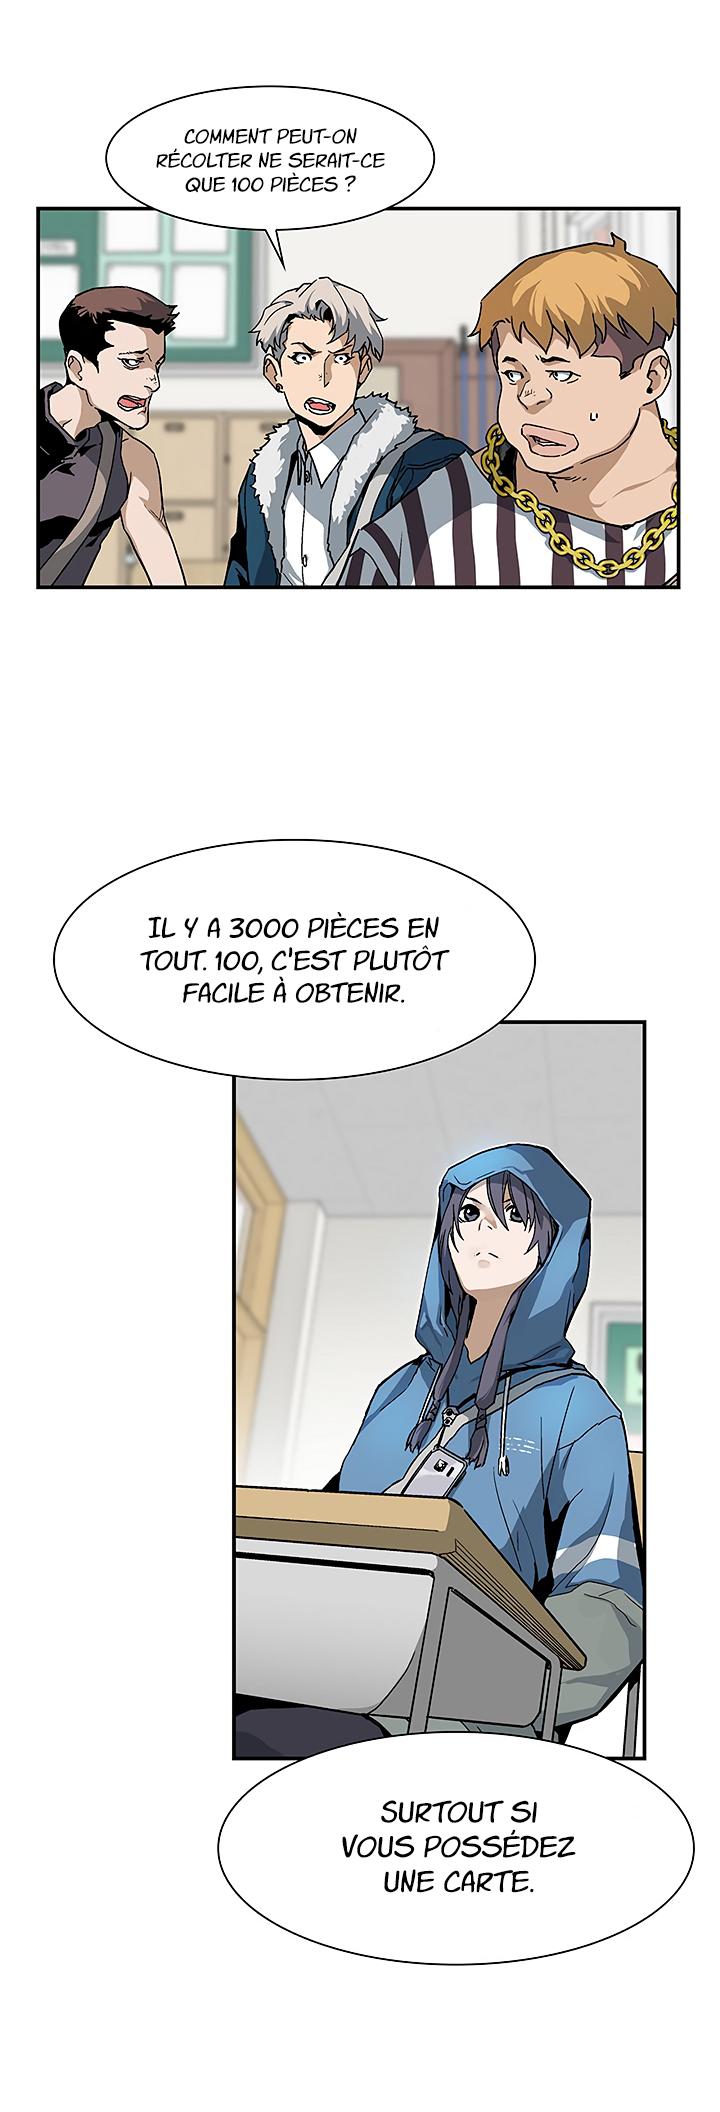 COMMENT PEUT-ON
RÉCOLTER NE SERAIT-CE
QUE 100 PIÈCES ?
IL Y A 3000 PIÈCES EN
TOUT. 100, C'EST PLUTÔT
FACILE À OBTENIR.
SURTOUT SI
VOUS POSSÉDEZ
UNE CARTE.